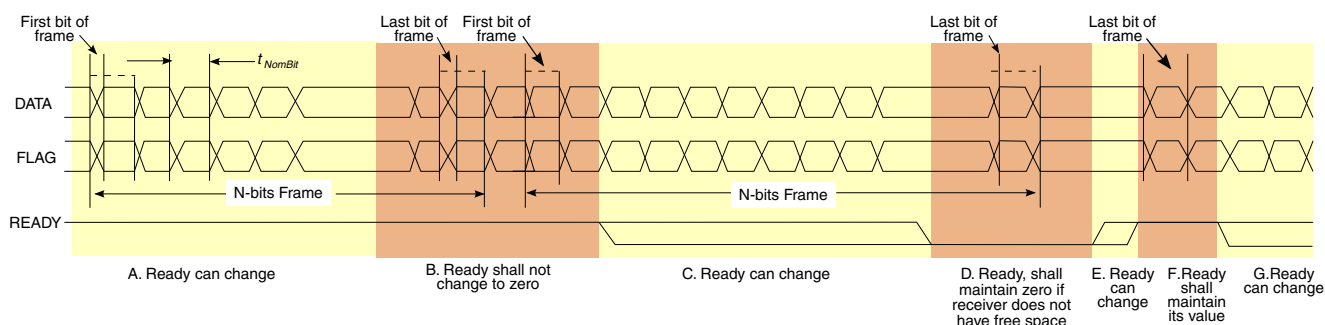 First bit of
frame
t NomBit
Last bit of
frame
First bit of
frame
Last bit of
frame
Last bit of
frame
DATA
FLAG
N-bits Frame
N-bits Frame
READY
A. Ready can change
B. Ready shall not
change to zero
C. Ready can change
D. Ready, shall
maintain zero if
receiver does not
have free space
E. Ready
can
change
F.Ready
shall
maintain
its value
G.Ready
can change